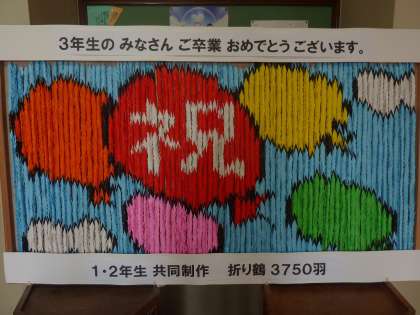 3年生の みなさん ご卒業 おめでとう ございます。
祝
1・2年生 共同制作 折り鶴 3750羽